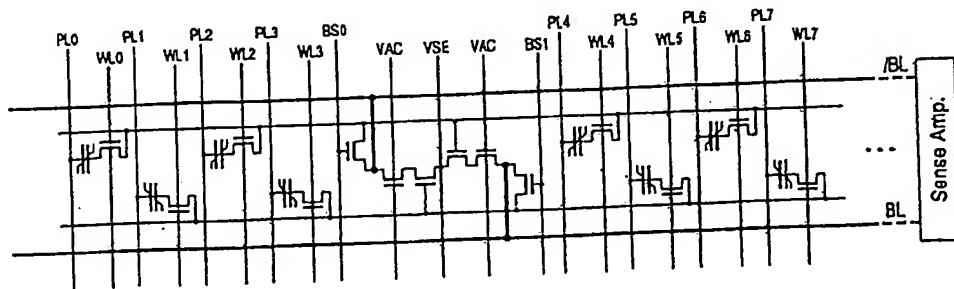 PL0 WL0 PL1 WL1 PL2 WL2 PL3 WL3 BS0 VAC VSE VAC BS1 PL4 WL4 PL5 WL5 PL6 WL6 PL7 WL7
/BL
BL
Sense Amp.